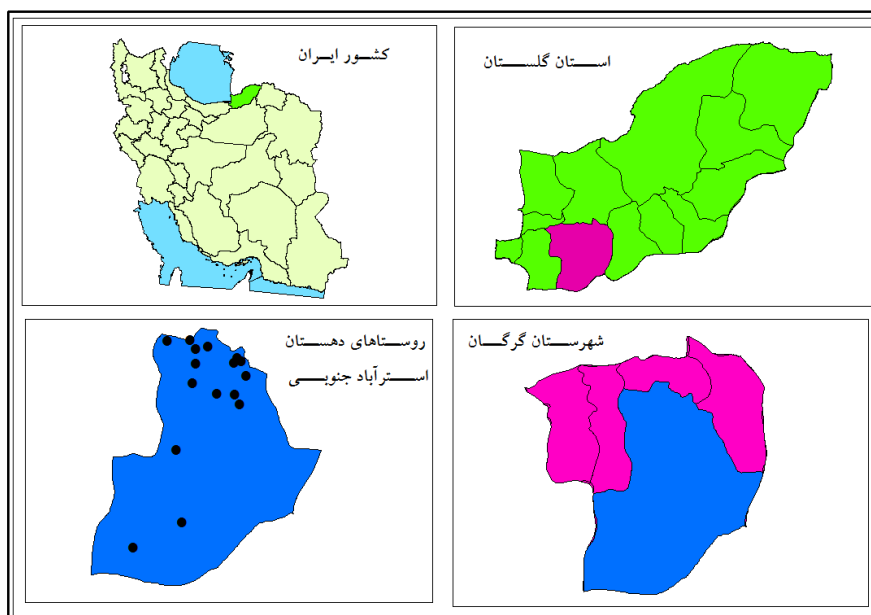 کشور ایران
استان گلستان
روستاهای دهستان
استرآباد جنوبی
شهرستان گرگان